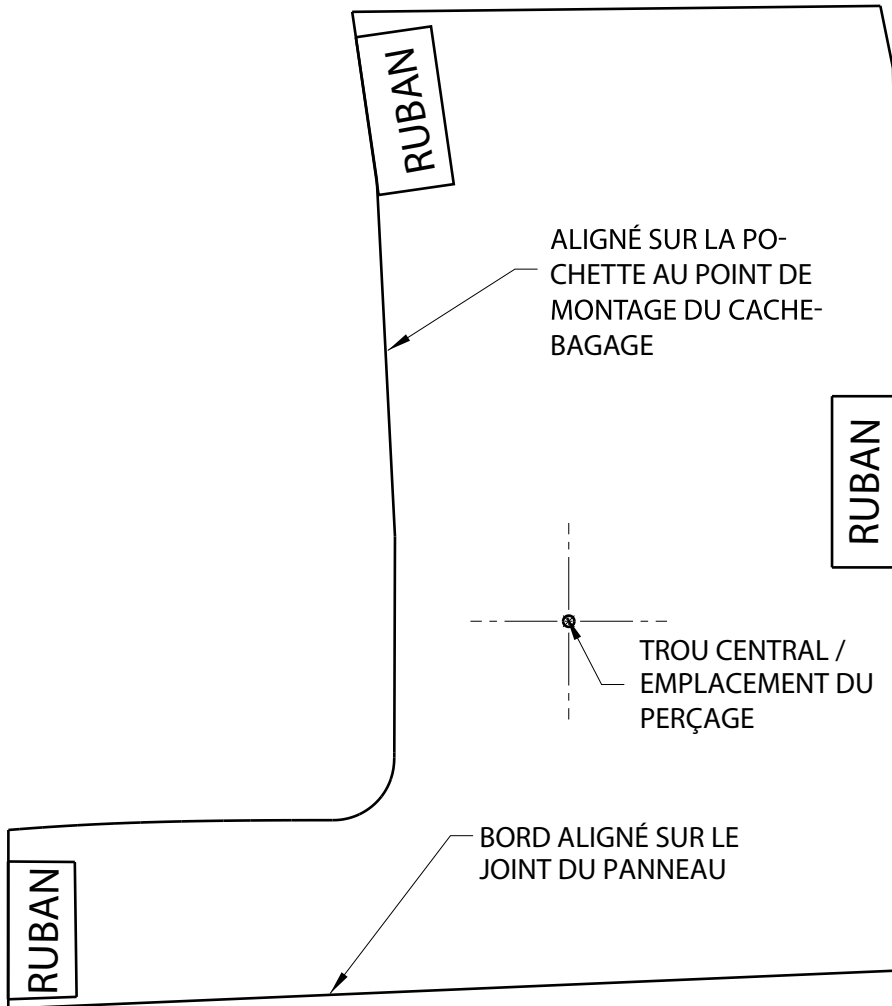 RUBAN
ALIGNÉ SUR LA PO-
CHETTE AU POINT DE
MONTAGE DU CACHE-
BAGAGE
RUBAN
TROU CENTRAL /
EMPLACEMENT DU
PERÇAGE
BORD ALIGNÉ SUR LE
JOINT DU PANNEAU
RUBAN